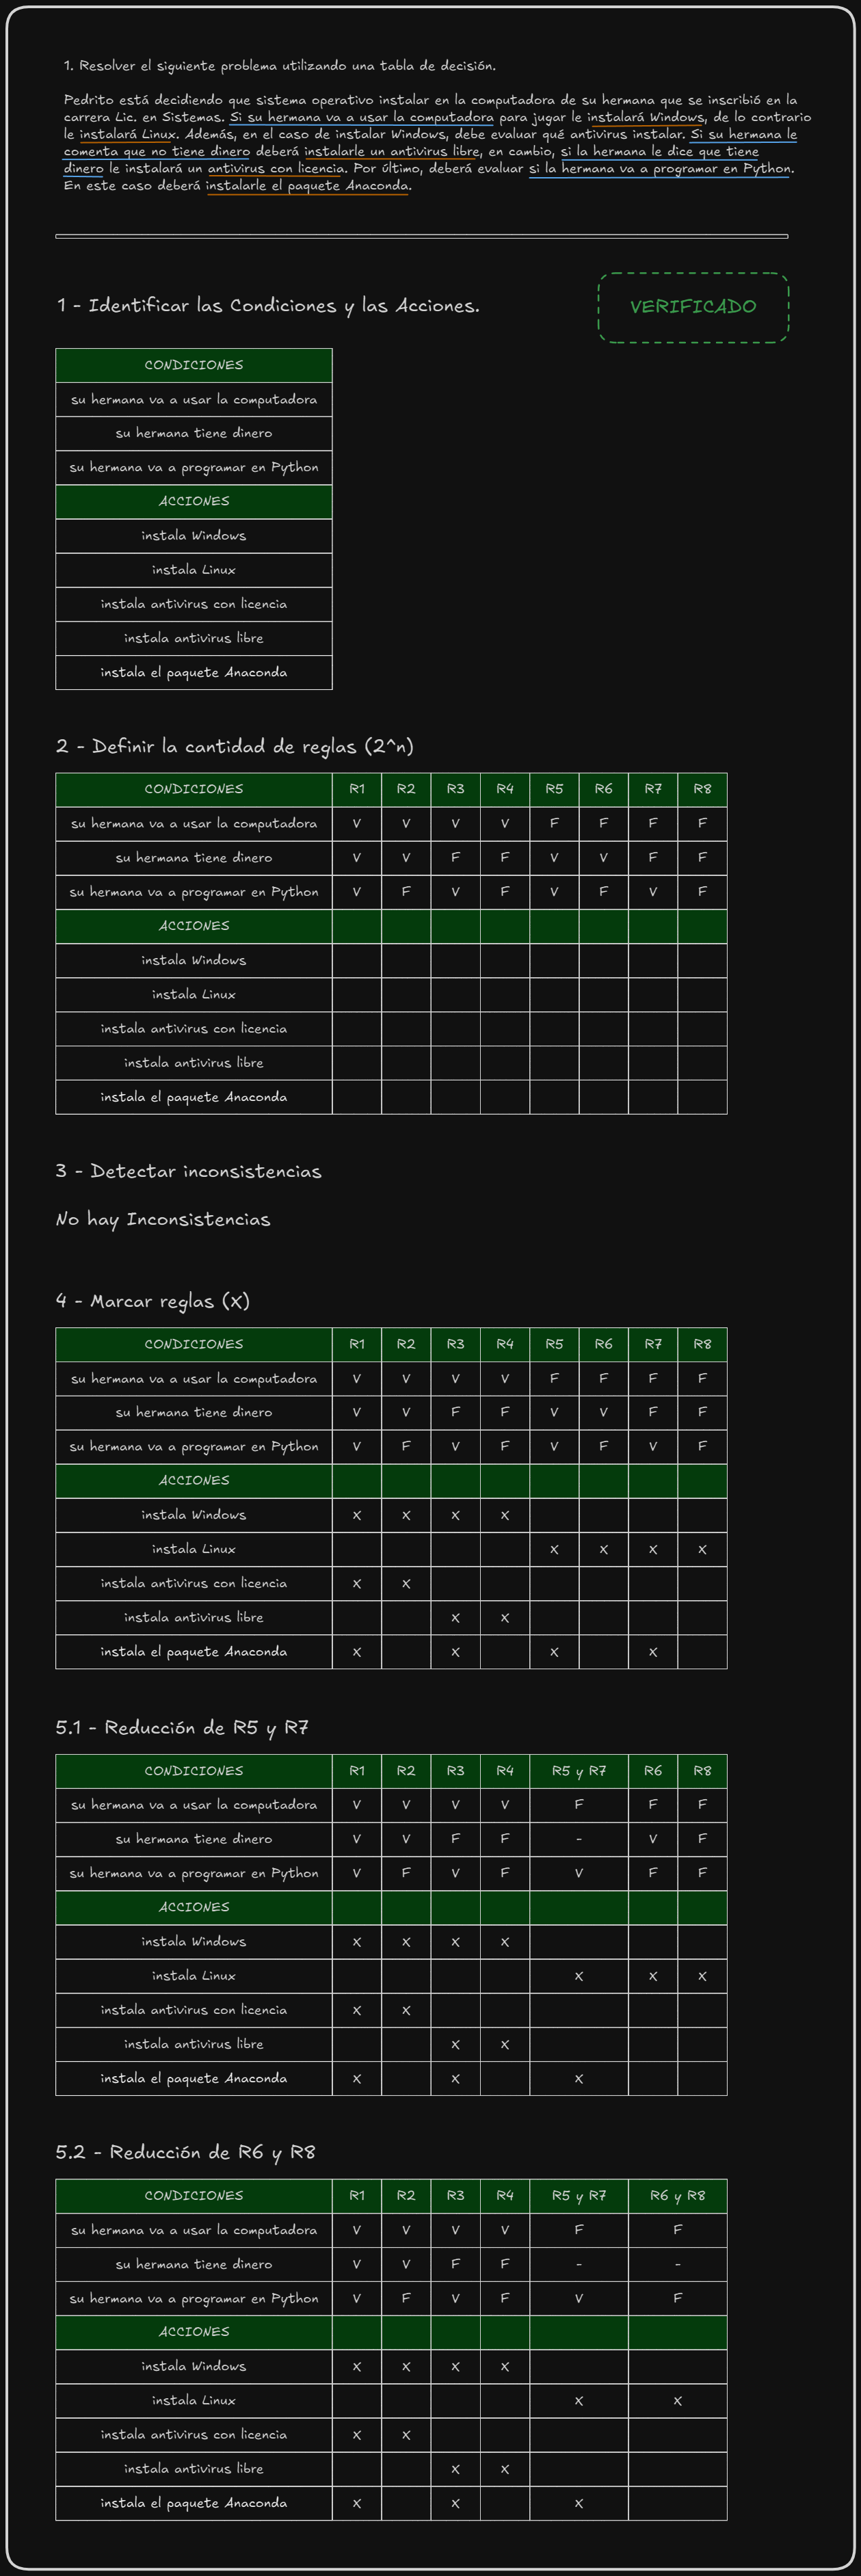 1. Resolver el siguiente problema utilizando una tabla de decisión.
Pedrito está decidiendo que sistema operativo instalar en la computadora de su hermana que se inscribió en la
carrera Lic. en Sistemas. Si su hermana va a usar la computadora para jugar le instalará Windows, de lo contrario
le instalará Linux. Además, en el caso de instalar Windows, debe evaluar qué antivirus instalar. Si su hermana le
comenta que no tiene dinero deberá instalarle un antivirus libre, en cambio, si la hermana le dice que tiene
dinero le instalará un antivirus con licencia. Por último, deberá evaluar si la hermana va a programar en Python.
En este caso deberá instalarle el paquete Anaconda.
1 - Identificar las Condiciones y las Acciones.
VERIFICADO
CONDICIONES
su hermana va a usar la computadora
su hermana tiene dinero
su hermana va a programar en Python
ACCIONES
instala Windows
instala Linux
instala antivirus con licencia
instala antivirus libre
instala el paquete Anaconda
2 - Definir la cantidad de reglas (2^n)
CONDICIONES R1 R2 R3 R4 R5 R6 R7 R8
su hermana va a usar la computadora V V V V F F F F
su hermana tiene dinero V V F F V V F F
su hermana va a programar en Python V F V F V F V F
ACCIONES
instala Windows
instala Linux
instala antivirus con licencia
instala antivirus libre
instala el paquete Anaconda
3 - Detectar inconsistencias
No hay Inconsistencias
4 - Marcar reglas (X)
CONDICIONES R1 R2 R3 R4 R5 R6 R7 R8
su hermana va a usar la computadora V V V V F F F F
su hermana tiene dinero V V F F V V F F
su hermana va a programar en Python V F V F V F V F
ACCIONES
instala Windows X X X X
instala Linux X X X X
instala antivirus con licencia X X
instala antivirus libre X X
instala el paquete Anaconda X X X X
5.1 - Reducción de R5 y R7
CONDICIONES R1 R2 R3 R4 R5 y R7 R6 R8
su hermana va a usar la computadora V V V V F F F
su hermana tiene dinero V V F F - V F
su hermana va a programar en Python V F V F V F F
ACCIONES
instala Windows X X X X
instala Linux X X X
instala antivirus con licencia X X
instala antivirus libre X X
instala el paquete Anaconda X X X
5.2 - Reducción de R6 y R8
CONDICIONES R1 R2 R3 R4 R5 y R7 R6 y R8
su hermana va a usar la computadora V V V V F F
su hermana tiene dinero V V F F - -
su hermana va a programar en Python V F V F V F
ACCIONES
instala Windows X X X X
instala Linux X X
instala antivirus con licencia X X
instala antivirus libre X X
instala el paquete Anaconda X X X